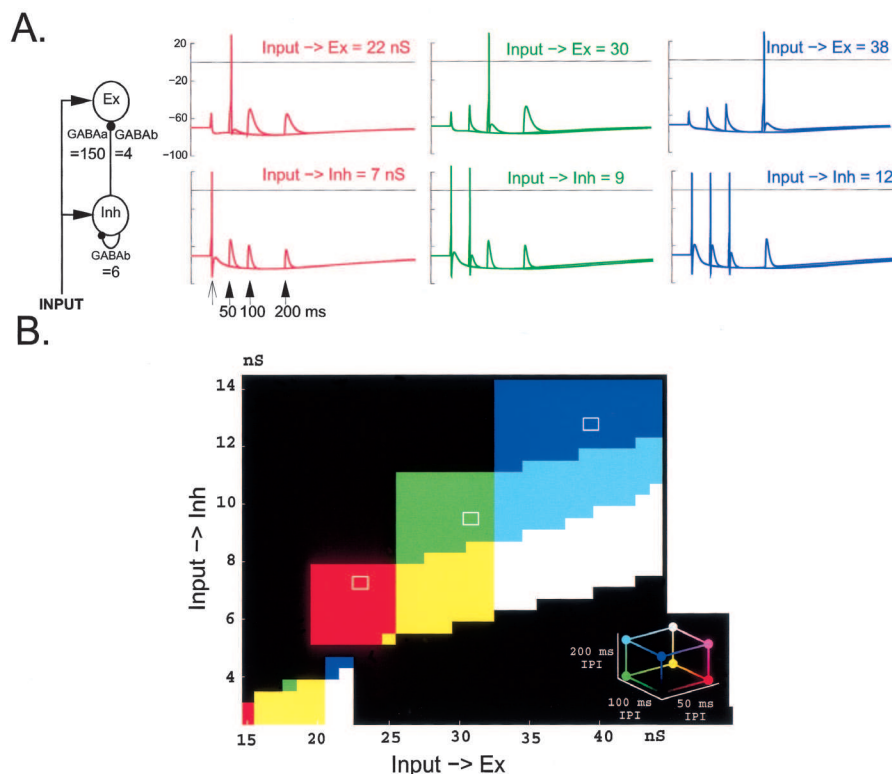 A.
Ex
GABAa GABAb
=150 =4
Inh
GABAb
=6
INPUT
20
-20
-60
-100
Input -> Ex = 22 nS
Input -> Ex = 30
Input -> Ex = 38
Input -> Inh = 7 nS
Input -> Inh = 9
Input -> Inh = 12
50 100 200 ms
B.
nS
14
12
10
8
6
4
Input -> Inh
15 20 25 30 35 40 nS
Input -> Ex
200 ms
IPI
100 ms
IPI
50 ms
IPI